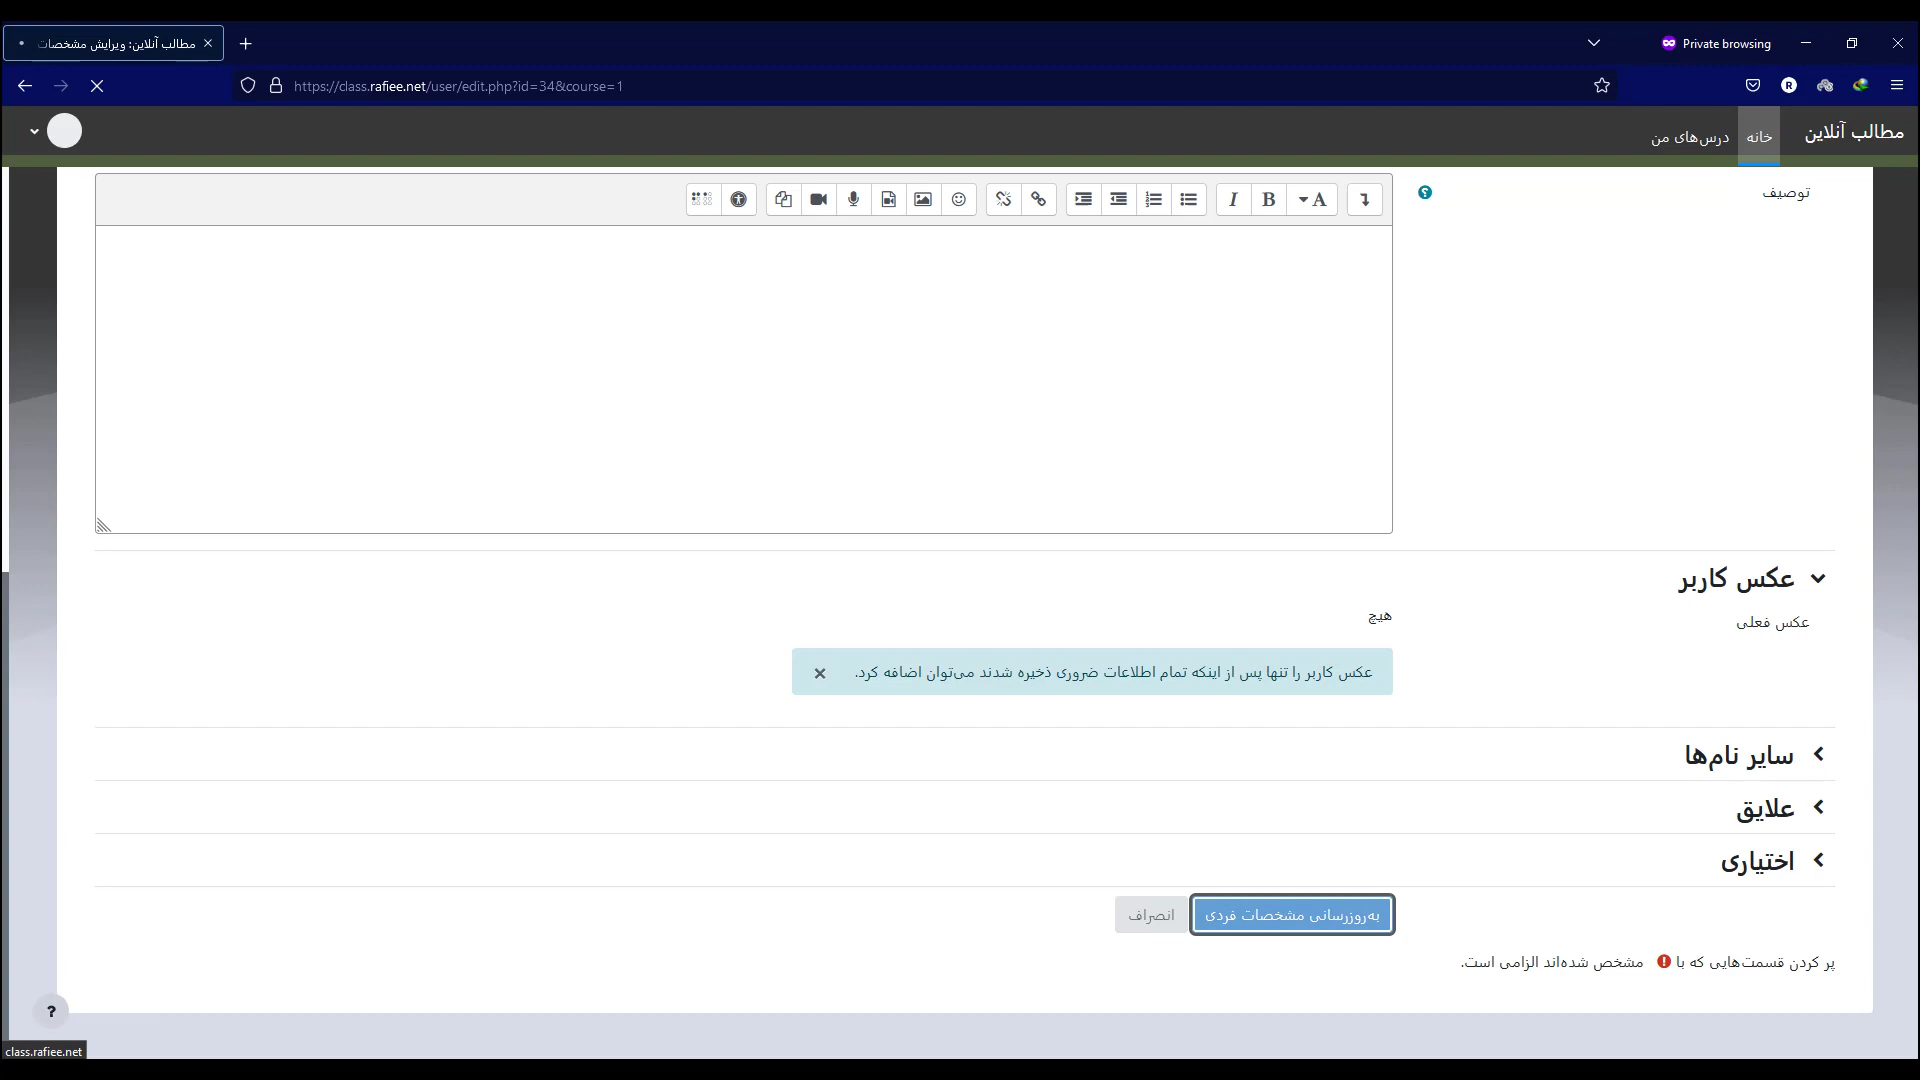 مطالب آنلاین: ویرایش مشخصات
Private browsing
https://class.rafiee.net/user/edit.php?id=34&course=1
مطالب آنلاین
خانه
درس‌های من
توصیف
A
B
I
عکس کاربر
عکس فعلی
هیچ
عکس کاربر را تنها پس از اینکه تمام اطلاعات ضروری ذخیره شدند می‌توان اضافه کرد.
سایر نام‌ها
علایق
اختیاری
به‌روزرسانی مشخصات فردی
انصراف
پر کردن قسمت‌هایی که با مشخص شده‌اند الزامی است.
?
class.rafiee.net